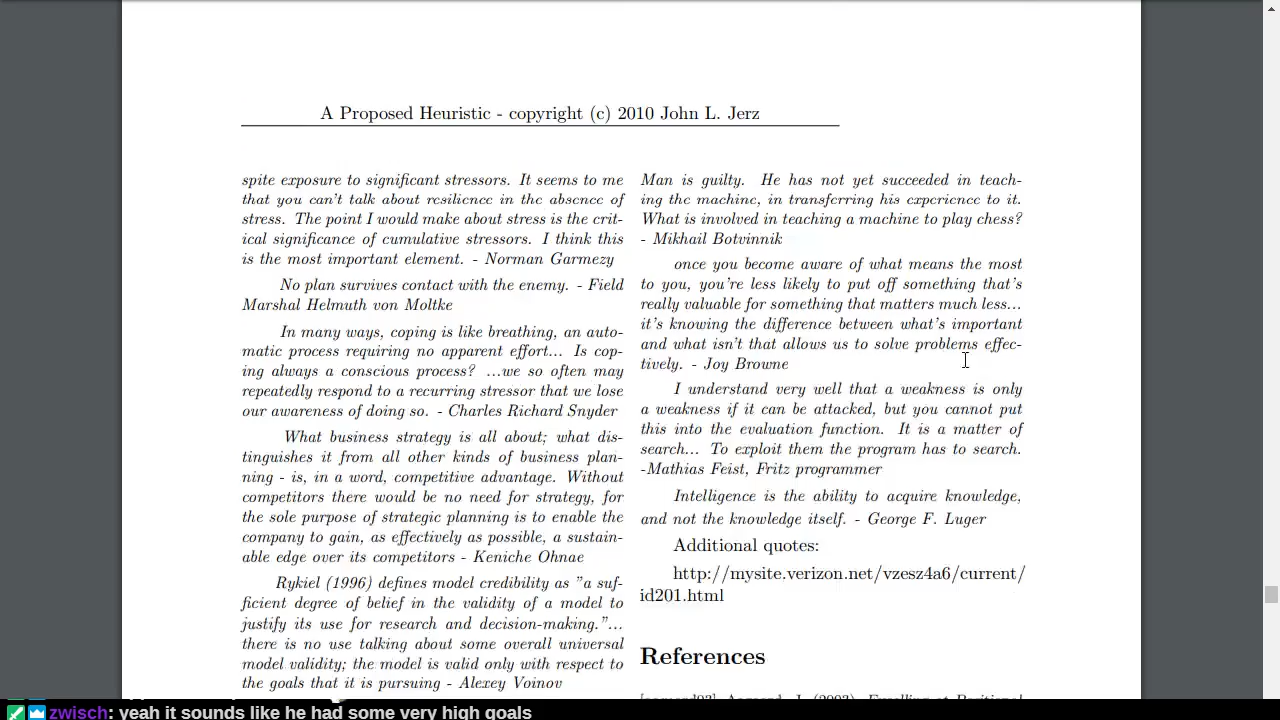 A Proposed Heuristic - copyright (c) 2010 John L. Jerz
spite exposure to significant stressors. It seems to me
that you can't talk about resilience in the absence of
stress. The point I would make about stress is the crit-
ical significance of cumulative stressors. I think this
is the most important element. - Norman Garmezy
No plan survives contact with the enemy. - Field
Marshal Helmuth von Moltke
In many ways, coping is like breathing, an auto-
matic process requiring no apparent effort... Is cop-
ing always a conscious process? ...we so often may
repeatedly respond to a recurring stressor that we lose
our awareness of doing so. - Charles Richard Snyder
What business strategy is all about; what dis-
tinguishes it from all other kinds of business plan-
ning - is, in a word, competitive advantage. Without
competitors there would be no need for strategy, for
the sole purpose of strategic planning is to enable the
company to gain, as effectively as possible, a sustain-
able edge over its competitors - Keniche Ohnae
Rykiel (1996) defines model credibility as "a suf-
ficient degree of belief in the validity of a model to
justify its use for research and decision-making."...
there is no use talking about some overall universal
model validity; the model is valid only with respect to
the goals that it is pursuing - Alexey Voinov
Man is guilty. He has not yet succeeded in teach-
ing the machine, in transferring his experience to it.
What is involved in teaching a machine to play chess?
- Mikhail Botvinnik
once you become aware of what means the most
to you, you're less likely to put off something that's
really valuable for something that matters much less...
it's knowing the difference between what's important
and what isn't that allows us to solve problems effec-
tively. - Joy Browne
I understand very well that a weakness is only
a weakness if it can be attacked, but you cannot put
this into the evaluation function. It is a matter of
search... To exploit them the program has to search.
-Mathias Feist, Fritz programmer
Intelligence is the ability to acquire knowledge,
and not the knowledge itself. - George F. Luger
Additional quotes:
http://mysite.verizon.net/vzesz4a6/current/
id201.html
References
zwisch: yeah it sounds like he had some very high goals